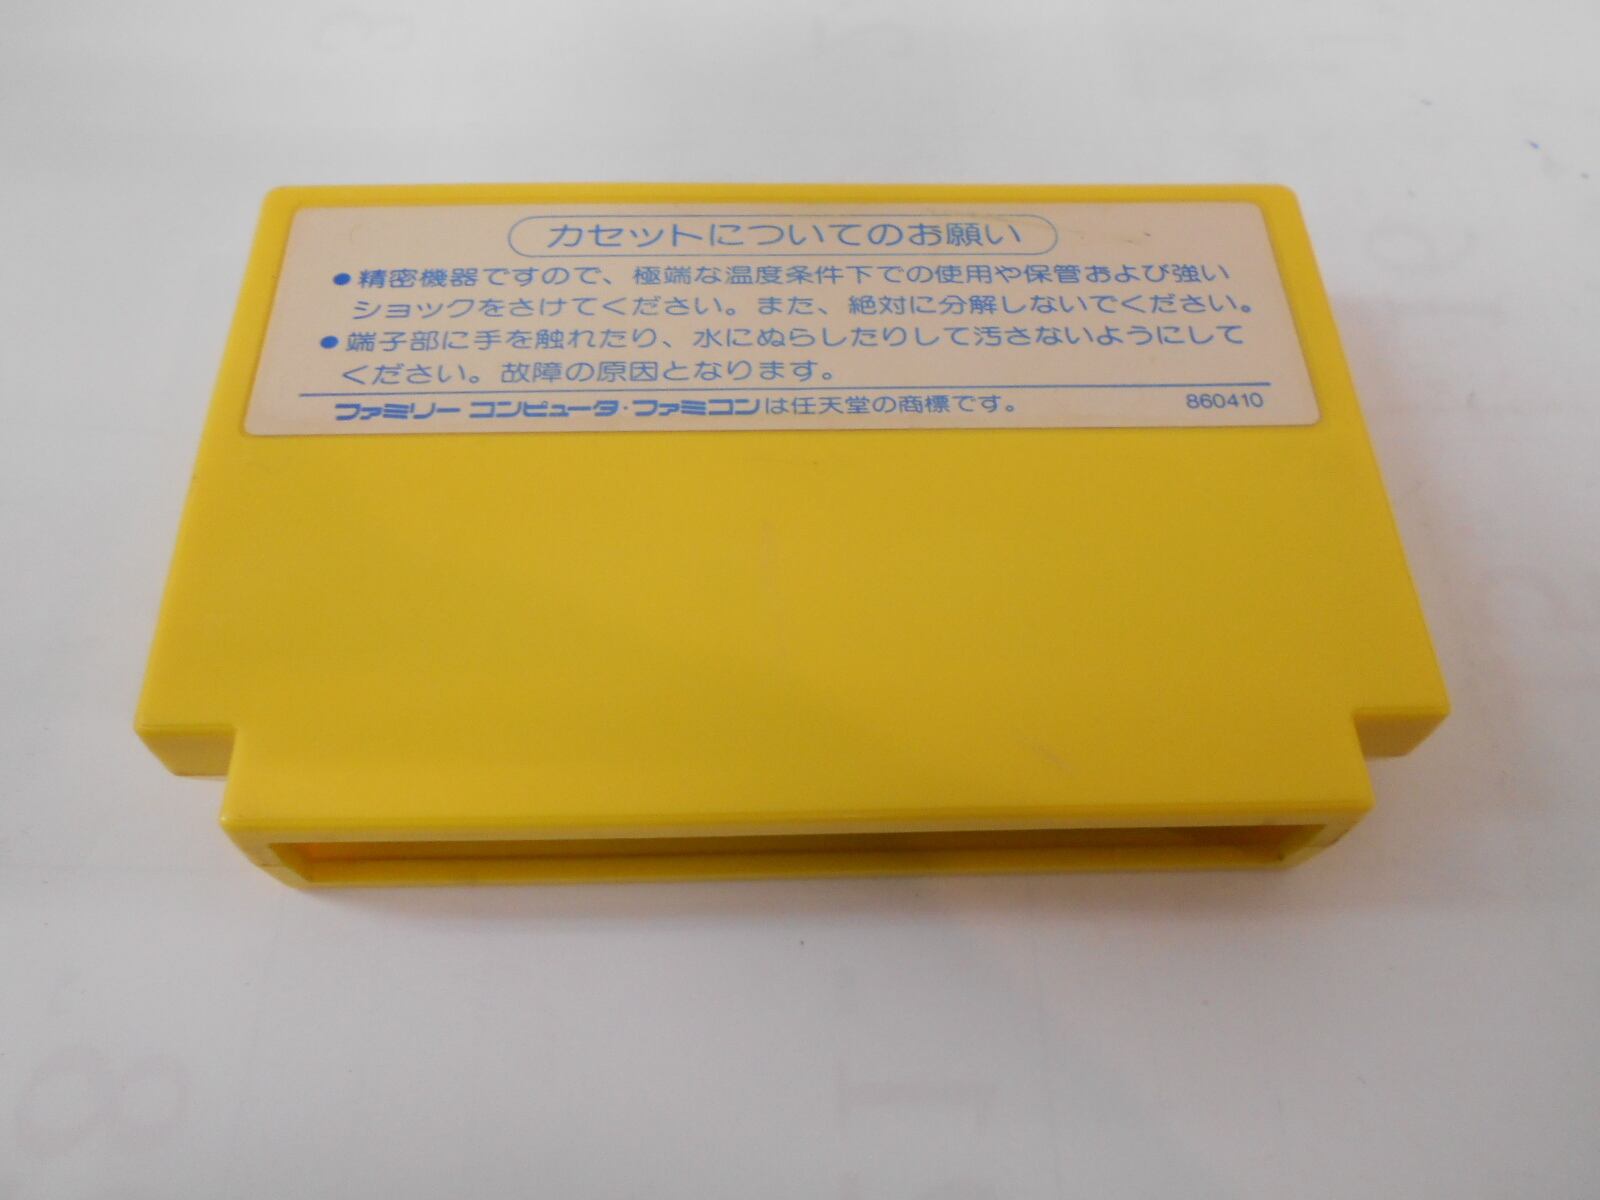 カセットについてのお願い
●精密機器ですので、極端な温度条件下での使用や保管および強い
ショックをさけてください。また、絶対に分解しないでください。
●端子部に手を触れたり、水にぬらしたりして汚さないようにして
ください。故障の原因となります。
ファミリー コンピュータ・ファミコンは任天堂の商標です。 860410